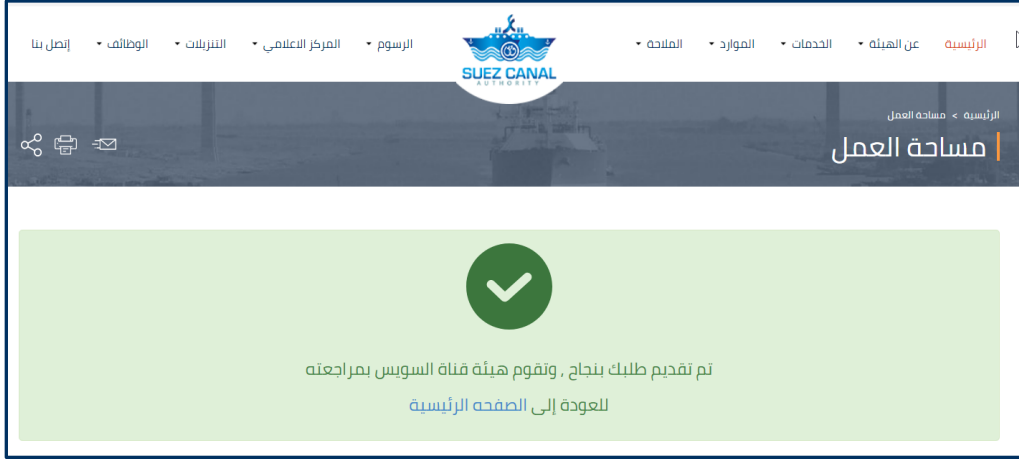 الرئيسية عن الهيئة الخدمات الموارد الملاحة
SUEZ CANAL
AUTHORITY
الرسوم المركز الاعلامي التنزيلات الوظائف إتصل بنا
الرئيسية > مساحة العمل
مساحة العمل
تم تقديم طلبك بنجاح , وتقوم هيئة قناة السويس بمراجعته
للعودة إلى الصفحه الرئيسية